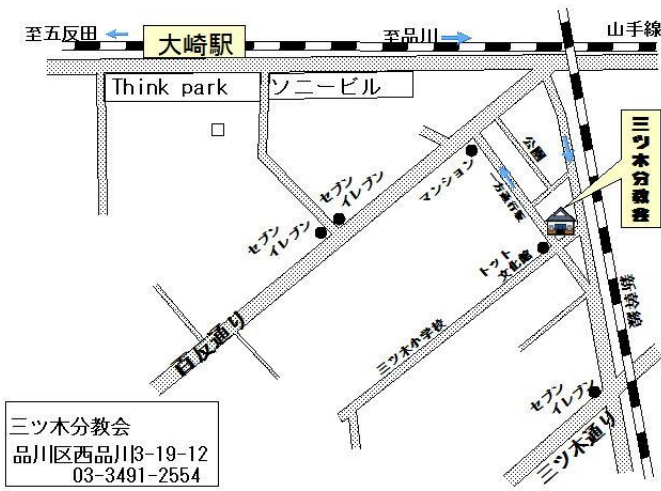 至五反田
大崎駅
至品川
山手線
Think park
ソニービル
三ツ木分教会
公園
一方通行
マンション
セブン
イレブン
セブン
イレブン
トット
文化館
新幹線
百反通り
三ツ木小学校
セブン
イレブン
三ツ木通り
三ツ木分教会
品川区西品川3-19-12
03-3491-2554